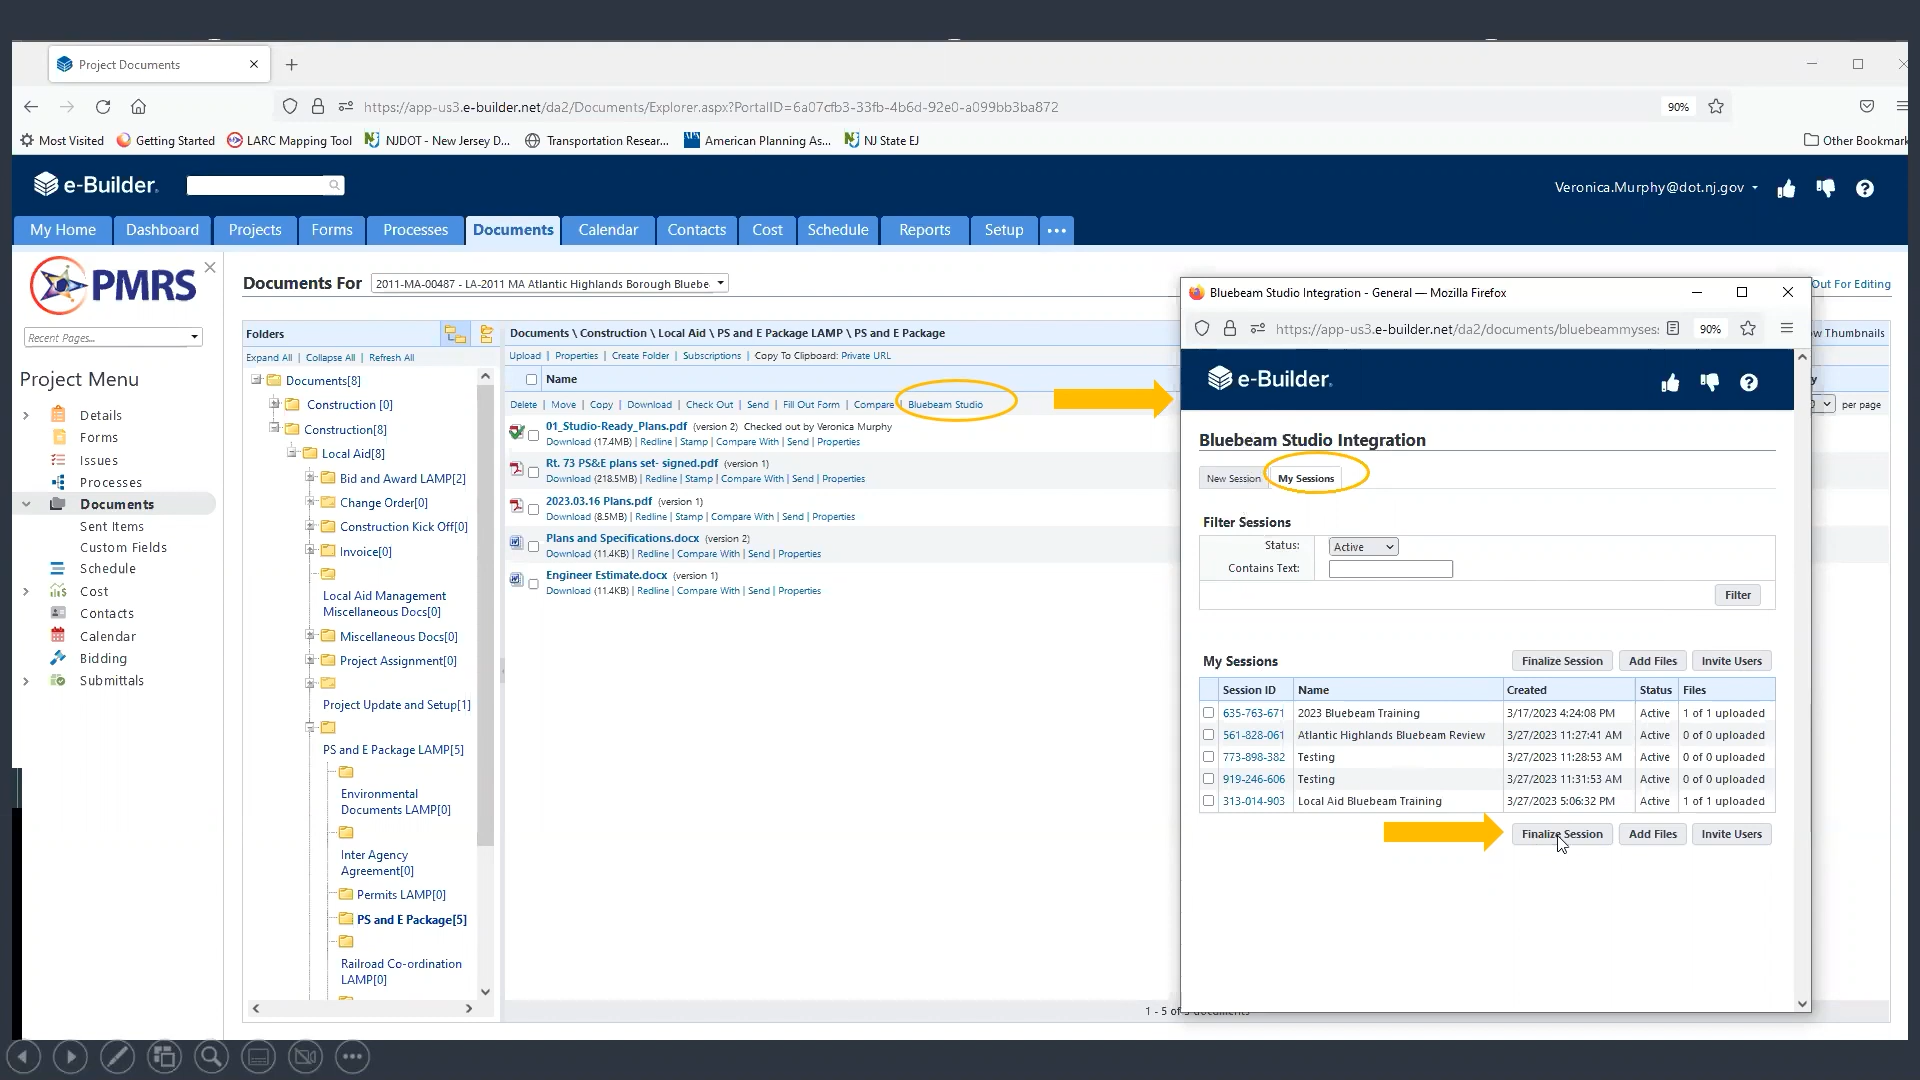 Project Documents
https://app-us3.e-builder.net/da2/Documents/Explorer.aspx?PortalID=6a07cfb3-33fb-4b6d-92e0-a099bb3ba872
90%
Most Visited
Getting Started
LARC Mapping Tool
NJDOT - New Jersey D...
Transportation Resear...
American Planning As...
NJ State EJ
Other Bookmark
e-Builder
Veronica.Murphy@dot.nj.gov
My Home
Dashboard
Projects
Forms
Processes
Documents
Calendar
Contacts
Cost
Schedule
Reports
Setup
PMRS
Recent Pages...
Project Menu
Details
Forms
Issues
Processes
Documents
Sent Items
Custom Fields
Schedule
Cost
Contacts
Calendar
Bidding
Submittals
Documents For
2011-MA-00487 - LA-2011 MA Atlantic Highlands Borough Bluebe
Out For Editing
Folders
Expand All | Collapse All | Refresh All
Documents[8]
Construction [0]
Construction[8]
Local Aid[8]
Bid and Award LAMP[2]
Change Order[0]
Construction Kick Off[0]
Invoice[0]
Local Aid Management
Miscellaneous Docs[0]
Miscellaneous Docs[0]
Project Assignment[0]
Project Update and Setup[1]
PS and E Package LAMP[5]
Environmental
Documents LAMP[0]
Inter Agency
Agreement[0]
Permits LAMP[0]
PS and E Package[5]
Railroad Co-ordination
LAMP[0]
Documents \ Construction \ Local Aid \ PS and E Package LAMP \ PS and E Package
w Thumbnails
Upload | Properties | Create Folder | Subscriptions | Copy To Clipboard: Private URL
Name
y
Delete | Move | Copy | Download | Check Out | Send | Fill Out Form | Compare | Bluebeam Studio
per page
01_Studio-Ready_Plans.pdf (version 2) Checked out by Veronica Murphy
Download (17.4MB) | Redline | Stamp | Compare With | Send | Properties
Rt. 73 PS&E plans set- signed.pdf (version 1)
Download (218.5MB) | Redline | Stamp | Compare With | Send | Properties
2023.03.16 Plans.pdf (version 1)
Download (8.5MB) | Redline | Stamp | Compare With | Send | Properties
Plans and Specifications.docx (version 2)
Download (11.4KB) | Redline | Compare With | Send | Properties
Engineer Estimate.docx (version 1)
Download (11.4KB) | Redline | Compare With | Send | Properties
1 - 5 of
Bluebeam Studio Integration - General — Mozilla Firefox
https://app-us3.e-builder.net/da2/documents/bluebeammyses:
90%
e-Builder
Bluebeam Studio Integration
New Session
My Sessions
Filter Sessions
Status: Active
Contains Text:
Filter
My Sessions
Finalize Session
Add Files
Invite Users
Session ID Name Created Status Files
635-763-671 2023 Bluebeam Training 3/17/2023 4:24:08 PM Active 1 of 1 uploaded
561-828-061 Atlantic Highlands Bluebeam Review 3/27/2023 11:27:41 AM Active 0 of 0 uploaded
773-898-382 Testing 3/27/2023 11:28:53 AM Active 0 of 0 uploaded
919-246-606 Testing 3/27/2023 11:31:53 AM Active 0 of 0 uploaded
313-014-903 Local Aid Bluebeam Training 3/27/2023 5:06:32 PM Active 1 of 1 uploaded
Finalize Session
Add Files
Invite Users